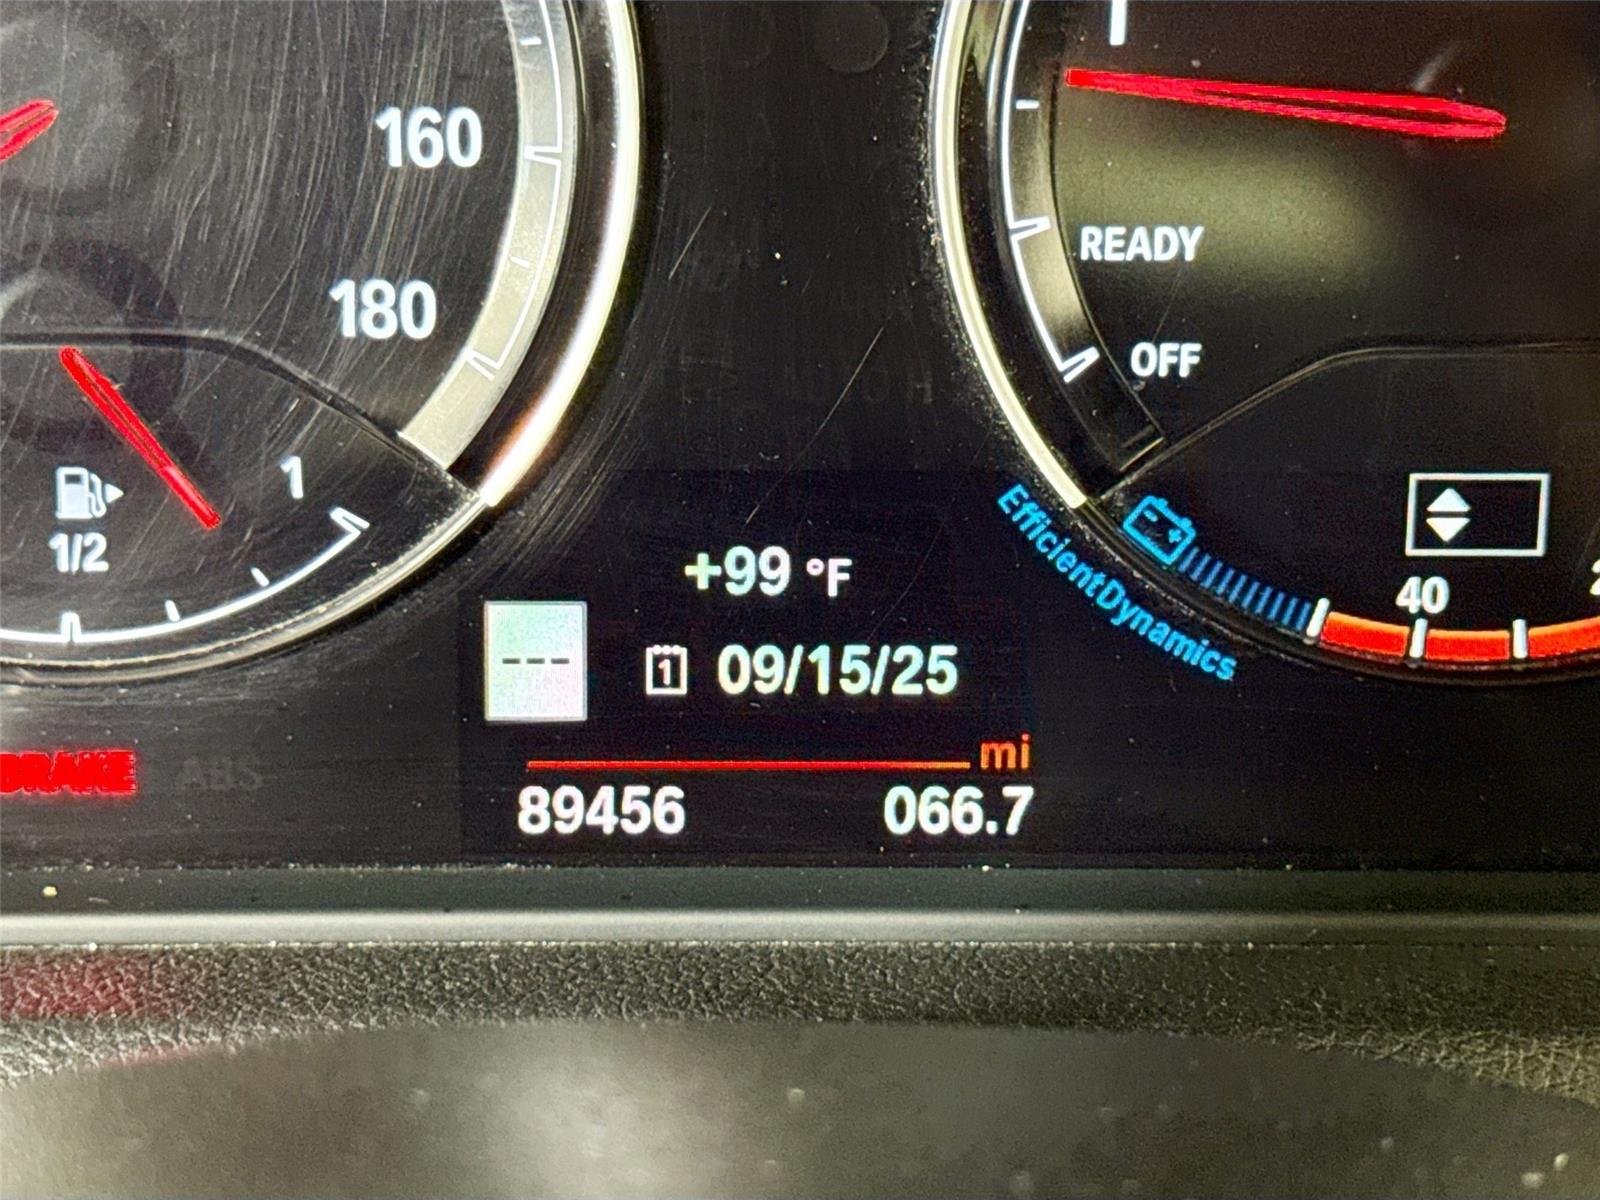 160
180
1
1/2
READY
OFF
EfficientDynamics
40
+99 °F
---
1 09/15/25
mi
89456 066.7
BRAKE ABS